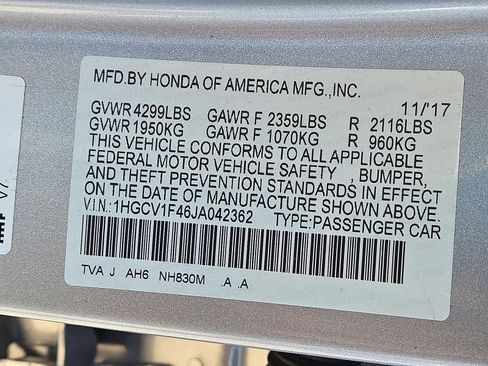 MFD.BY HONDA OF AMERICA MFG.,INC.
11/'17
GVWR 4299LBS GAWR F 2359LBS R 2116LBS
GVWR 1950KG GAWR F 1070KG R 960KG
THIS VEHICLE CONFORMS TO ALL APPLICABLE
FEDERAL MOTOR VEHICLE SAFETY , BUMPER,
AND THEFT PREVENTION STANDARDS IN EFFECT
ON THE DATE OF MANUFACTURE SHOWN ABOVE.
V.I.N.:1HGCV1F46JA042362 TYPE:PASSENGER CAR
TVA J AH6 NH830M .A .A
V7